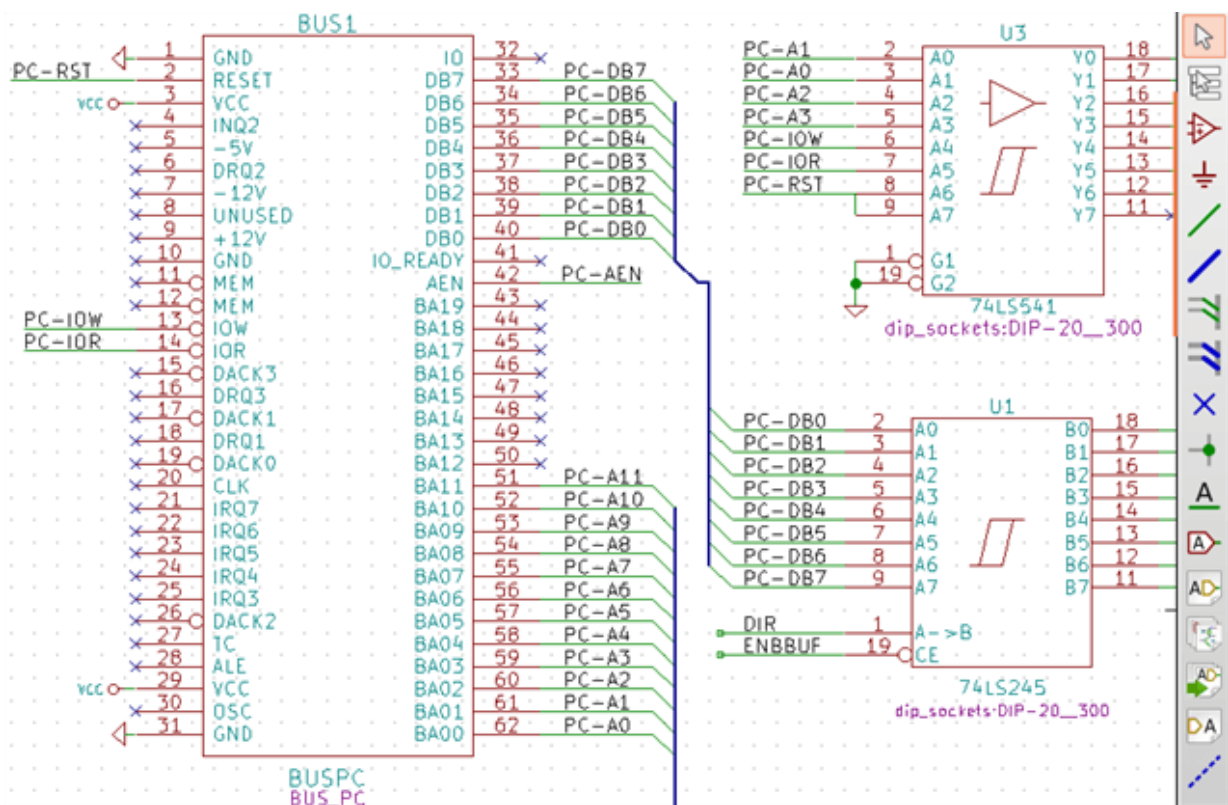 BUS1
PC-RST
VCC
PC-IOW
PC-IOR
VCC
1 GND
2 RESET
3 VCC
4 INQ2
5 -5V
6 DRQ2
7 -12V
8 UNUSED
9 +12V
10 GND
11 MEM
12 MEM
13 IOW
14 IOR
15 DACK3
16 DRQ3
17 DACK1
18 DRQ1
19 DACK0
20 CLK
21 IRQ7
22 IRQ6
23 IRQ5
24 IRQ4
25 IRQ3
26 DACK2
27 TC
28 ALE
29 VCC
30 OSC
31 GND
IO 32
DB7 33 PC-DB7
DB6 34 PC-DB6
DB5 35 PC-DB5
DB4 36 PC-DB4
DB3 37 PC-DB3
DB2 38 PC-DB2
DB1 39 PC-DB1
DB0 40 PC-DB0
IO_READY 41
AEN 42 PC-AEN
BA19 43
BA18 44
BA17 45
BA16 46
BA15 47
BA14 48
BA13 49
BA12 50
BA11 51 PC-A11
BA10 52 PC-A10
BA09 53 PC-A9
BA08 54 PC-A8
BA07 55 PC-A7
BA06 56 PC-A6
BA05 57 PC-A5
BA04 58 PC-A4
BA03 59 PC-A3
BA02 60 PC-A2
BA01 61 PC-A1
BA00 62 PC-A0
BUSPC
BUS_PC
U3
PC-A1 2 A0 Y0 18
PC-A0 3 A1 Y1 17
PC-A2 4 A2 Y2 16
PC-A3 5 A3 Y3 15
PC-IOW 6 A4 Y4 14
PC-IOR 7 A5 Y5 13
PC-RST 8 A6 Y6 12
9 A7 Y7 11
1 G1
19 G2
74LS541
dip_sockets:DIP-20__300
U1
PC-DB0 2 A0 B0 18
PC-DB1 3 A1 B1 17
PC-DB2 4 A2 B2 16
PC-DB3 5 A3 B3 15
PC-DB4 6 A4 B4 14
PC-DB5 7 A5 B5 13
PC-DB6 8 A6 B6 12
PC-DB7 9 A7 B7 11
DIR 1 A->B
ENBBUF 19 CE
74LS245
dip_sockets:DIP-20__300
A
A
AD
AD
DA